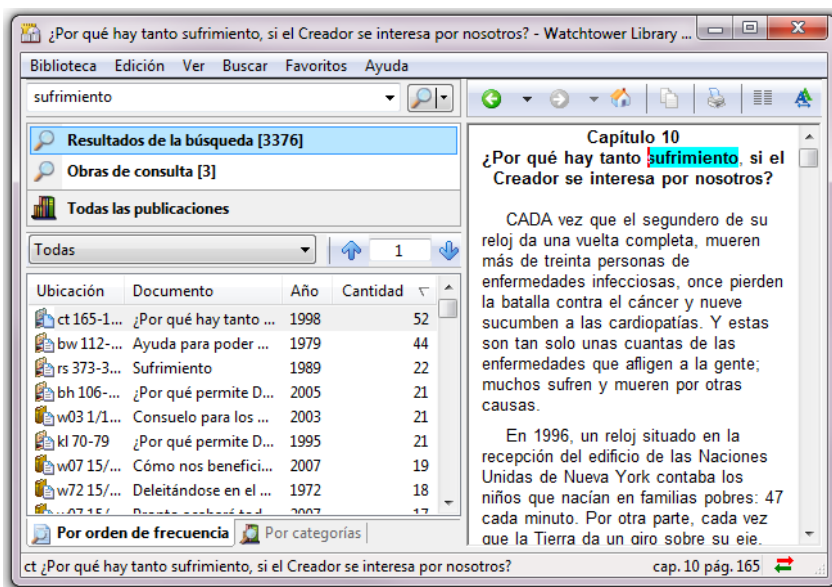 ¿Por qué hay tanto sufrimiento, si el Creador se interesa por nosotros? - Watchtower Library ...
Biblioteca Edición Ver Buscar Favoritos Ayuda
sufrimiento
Resultados de la búsqueda [3376]
Obras de consulta [3]
Todas las publicaciones
Todas 1
Ubicación Documento Año Cantidad
ct 165-1... ¿Por qué hay tanto ... 1998 52
bw 112-... Ayuda para poder ... 1979 44
rs 373-3... Sufrimiento 1989 22
bh 106-... ¿Por qué permite D... 2005 21
w03 1/1... Consuelo para los ... 2003 21
kl 70-79 ¿Por qué permite D... 1995 21
w07 15/... Cómo nos benefici... 2007 19
w72 15/... Deleitándose en el ... 1972 18
Por orden de frecuencia Por categorías
Capítulo 10
¿Por qué hay tanto sufrimiento, si el
Creador se interesa por nosotros?
CADA vez que el segundero de su
reloj da una vuelta completa, mueren
más de treinta personas de
enfermedades infecciosas, once pierden
la batalla contra el cáncer y nueve
sucumben a las cardiopatías. Y estas
son tan solo unas cuantas de las
enfermedades que afligen a la gente;
muchos sufren y mueren por otras
causas.
En 1996, un reloj situado en la
recepción del edificio de las Naciones
Unidas de Nueva York contaba los
niños que nacían en familias pobres: 47
cada minuto. Por otra parte, cada vez
que la Tierra da un giro sobre su eje,
ct ¿Por qué hay tanto sufrimiento, si el Creador se interesa por nosotros? cap. 10 pág. 165